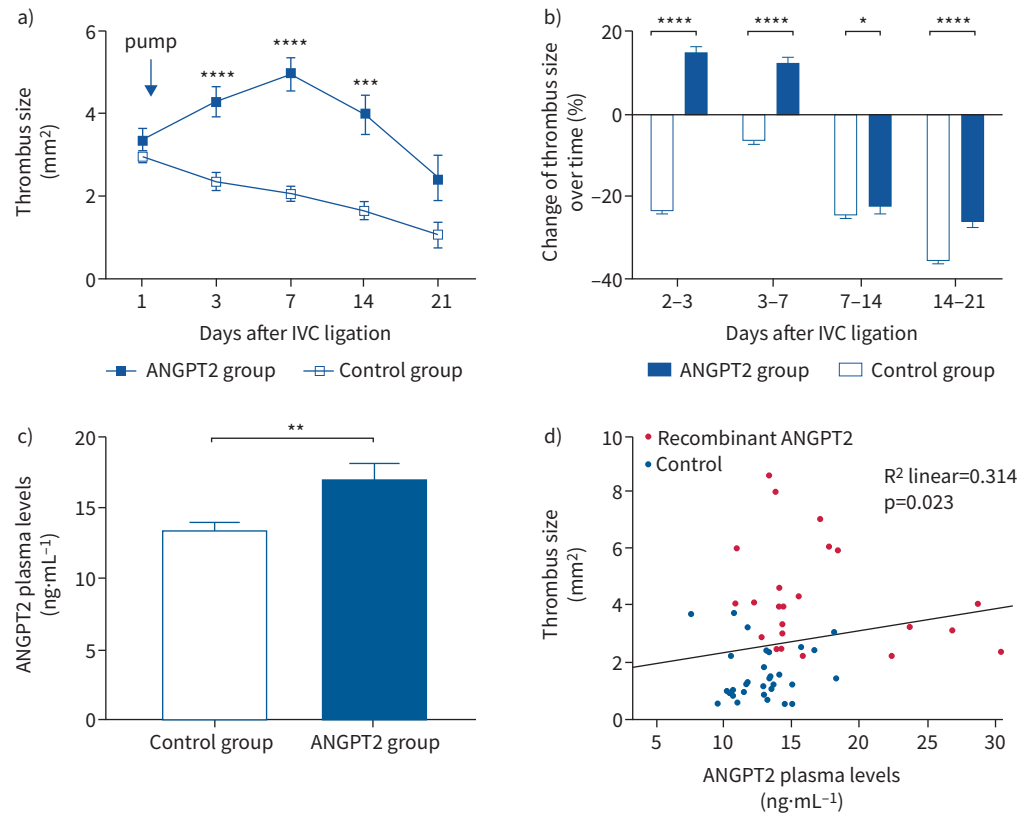 a)
pump
****
****
***
6
4
2
0
Thrombus size
(mm²)
1 3 7 14 21
Days after IVC ligation
ANGPT2 group Control group
b)
**** **** * ****
20
0
–20
–40
Change of thrombus size
over time (%)
2–3 3–7 7–14 14–21
Days after IVC ligation
ANGPT2 group Control group
c)
**
20
15
10
5
0
ANGPT2 plasma levels
(ng·mL⁻¹)
Control group ANGPT2 group
d)
Recombinant ANGPT2
Control
R² linear=0.314
p=0.023
10
8
6
4
2
0
Thrombus size
(mm²)
5 10 15 20 25 30
ANGPT2 plasma levels
(ng·mL⁻¹)